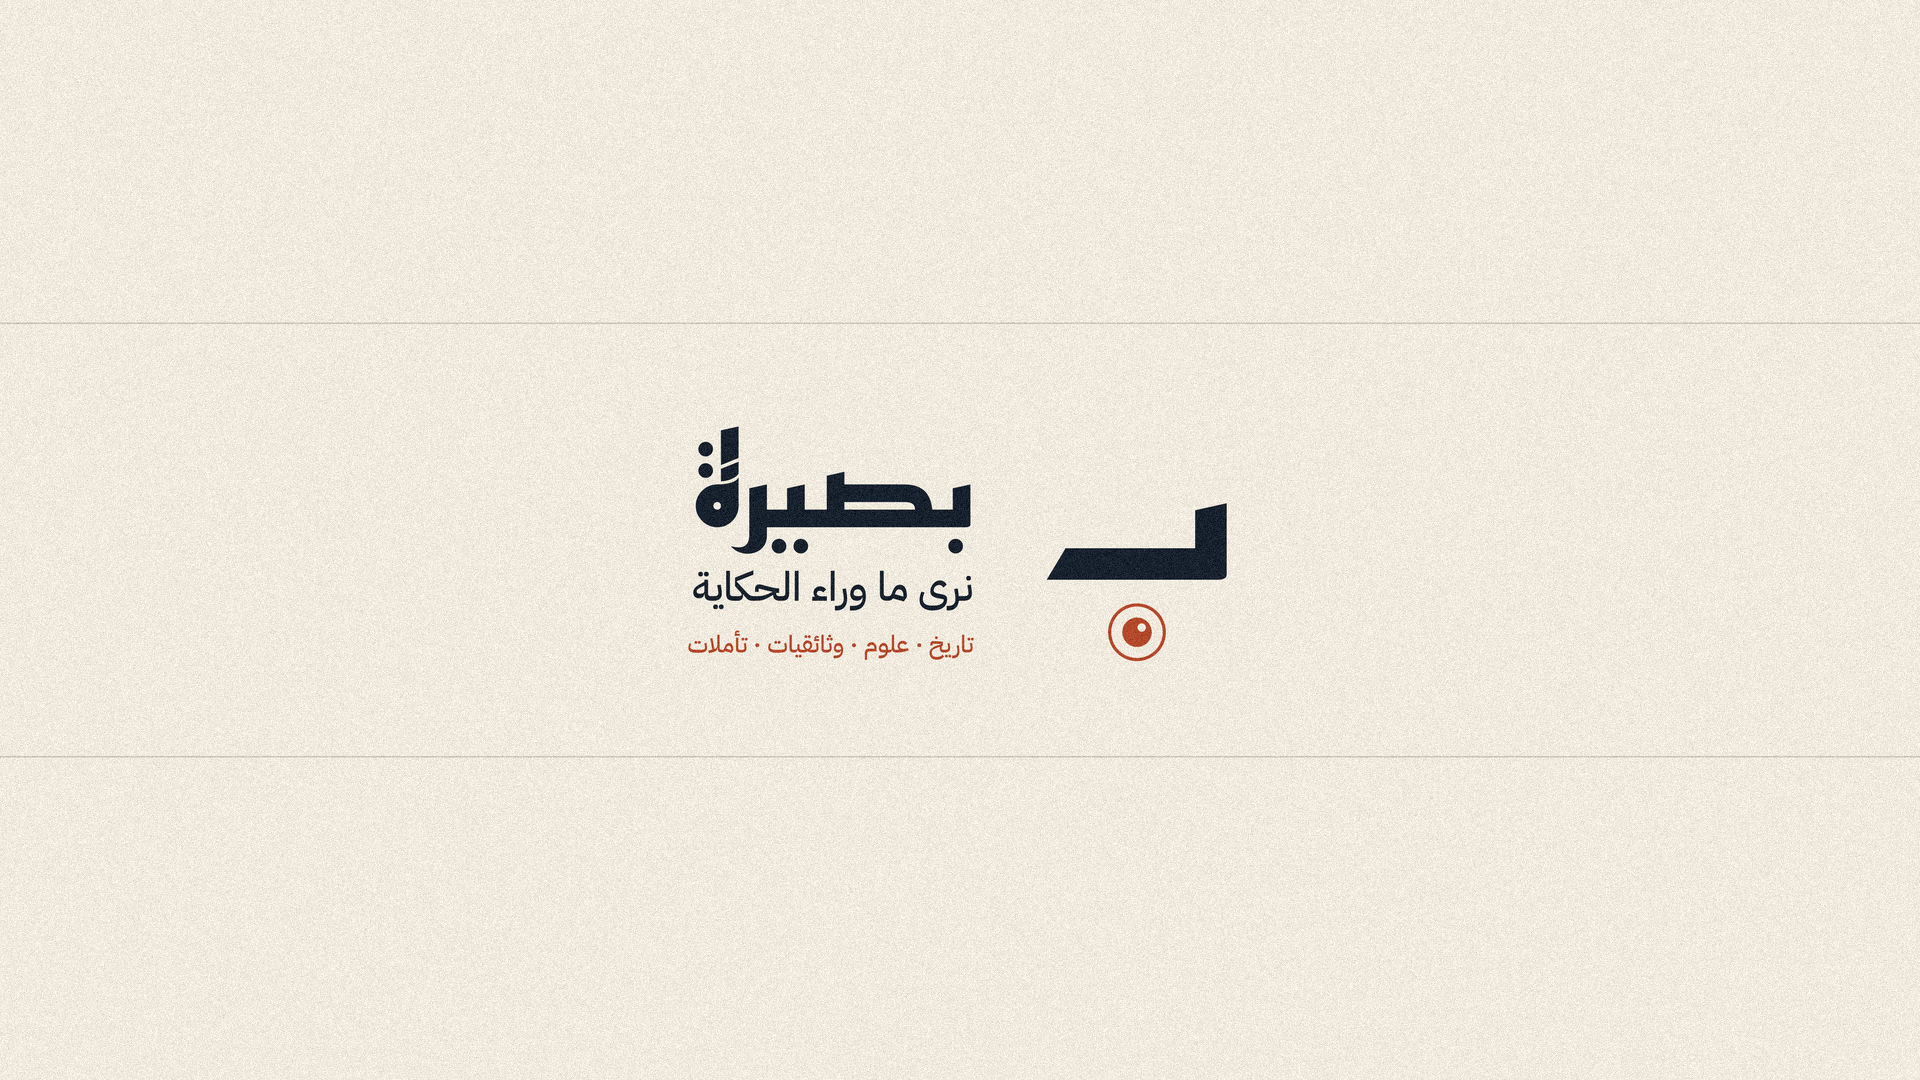 بصيرة
نرى ما وراء الحكاية
تاريخ · علوم · وثائقيات · تأملات